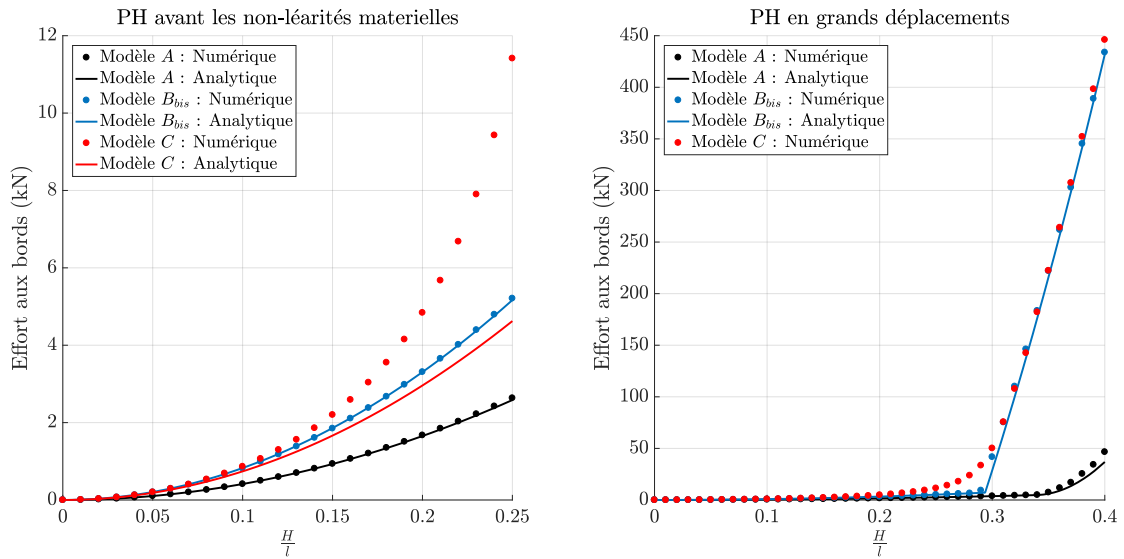 PH avant les non-léarités materielles
Effort aux bords (kN)
12
10
8
6
4
2
0
Modèle A : Numérique
Modèle A : Analytique
Modèle B_bis : Numérique
Modèle B_bis : Analytique
Modèle C : Numérique
Modèle C : Analytique
0 0.05 0.1 0.15 0.2 0.25
H/l
PH en grands déplacements
Effort aux bords (kN)
450
400
350
300
250
200
150
100
50
0
Modèle A : Numérique
Modèle A : Analytique
Modèle B_bis : Numérique
Modèle B_bis : Analytique
Modèle C : Numérique
0 0.1 0.2 0.3 0.4
H/l